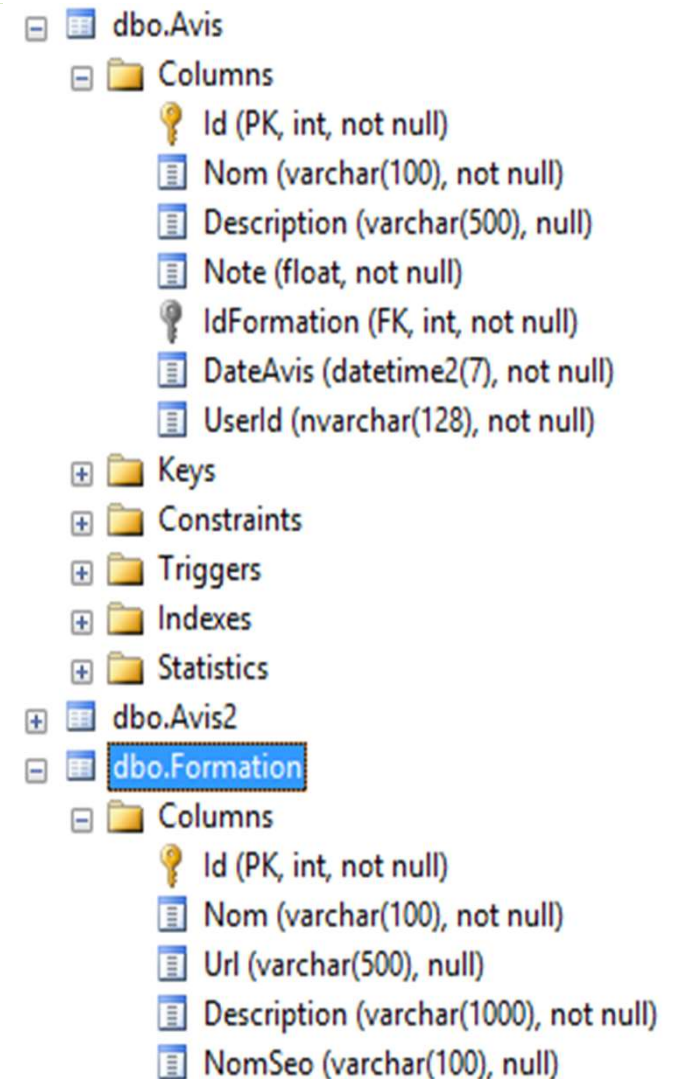 dbo.Avis
Columns
Id (PK, int, not null)
Nom (varchar(100), not null)
Description (varchar(500), null)
Note (float, not null)
IdFormation (FK, int, not null)
DateAvis (datetime2(7), not null)
UserId (nvarchar(128), not null)
Keys
Constraints
Triggers
Indexes
Statistics
dbo.Avis2
dbo.Formation
Columns
Id (PK, int, not null)
Nom (varchar(100), not null)
Url (varchar(500), null)
Description (varchar(1000), not null)
NomSeo (varchar(100), null)